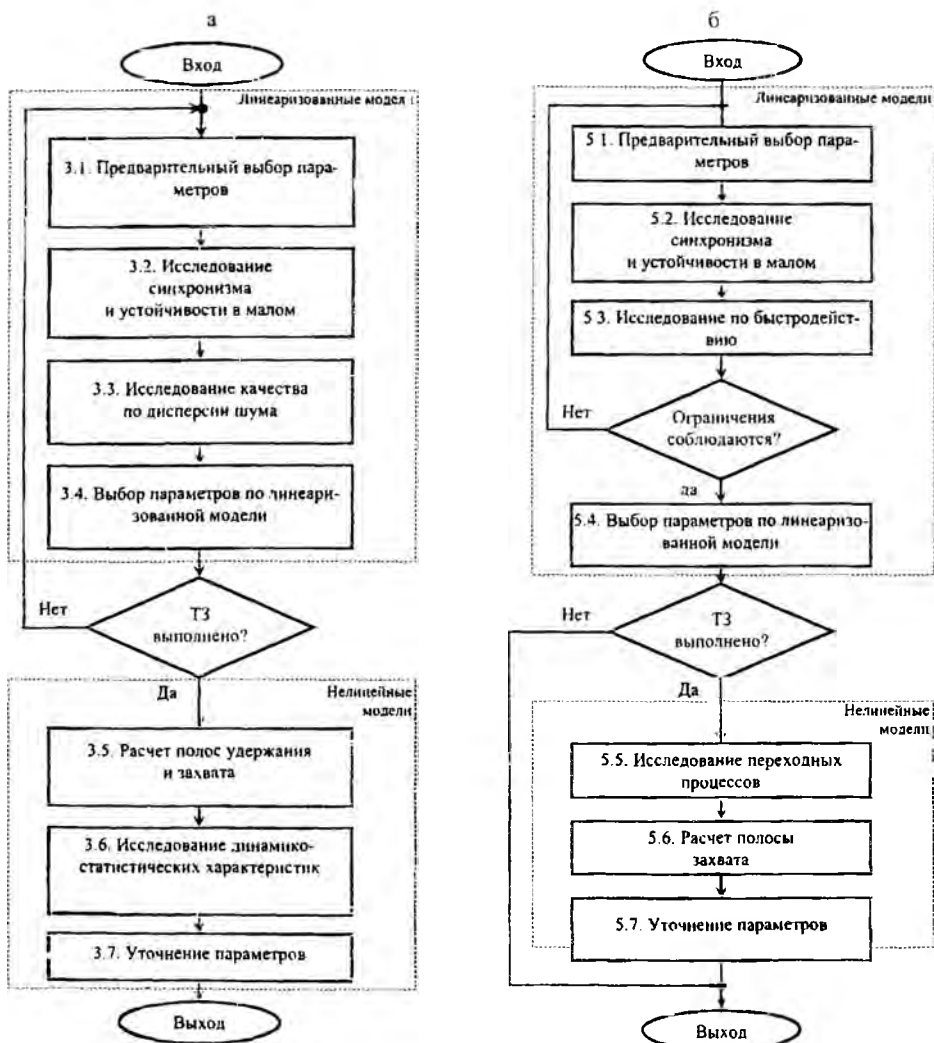 а
Вход
Линеаризованные модел
3.1. Предварительный выбор пара-
метров
3.2. Исследование
синхронизма
и устойчивости в малом
3.3. Исследование качества
по дисперсии шума
3.4. Выбор параметров по линеари-
зованной модели
Нет
ТЗ
выполнено?
Да
Нелинейные
модели
3.5. Расчет полос удержания
и захвата
3.6. Исследование динамико-
статистических характеристик
3.7. Уточнение параметров
Выход
б
Вход
Линеаризованные модели
5 1. Предварительный выбор пара-
метров
5.2. Исследование
синхронизма
и устойчивости в малом
5 3. Исследование по быстродейст-
вию
Нет
Ограничения
соблюдаются?
да
5.4. Выбор параметров по линеаризо-
ванной модели
Нет
ТЗ
выполнено?
Да
Нелинейные
модели
5.5. Исследование переходных
процессов
5.6. Расчет полосы
захвата
5.7. Уточнение параметров
Выход